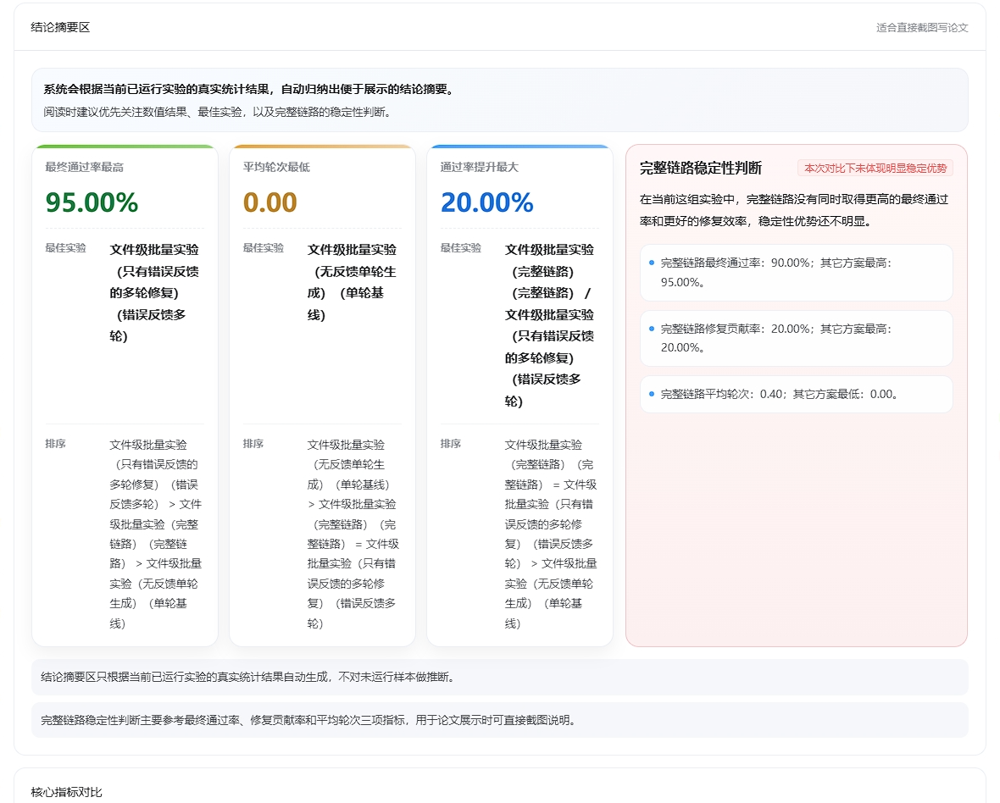 结论摘要区
适合直接截图写论文
系统会根据当前已运行实验的真实统计结果，自动归纳出便于展示的结论摘要。
阅读时建议优先关注数值结果、最佳实验，以及完整链路的稳定性判断。
最终通过率最高
95.00%
最佳实验
文件级批量实验
（只有错误反馈
的多轮修复）
（错误反馈多
轮）
排序
文件级批量实验
（只有错误反馈的
多轮修复）（错误
反馈多轮） > 文件
级批量实验（完整
链路）（完整链
路） > 文件级批量
实验（无反馈单轮
生成）（单轮基
线）
平均轮次最低
0.00
最佳实验
文件级批量实验
（无反馈单轮生
成）（单轮基
线）
排序
文件级批量实验
（无反馈单轮生
成）（单轮基线）
> 文件级批量实验
（完整链路）（完
整链路） = 文件级
批量实验（只有错
误反馈的多轮修
复）（错误反馈多
轮）
通过率提升最大
20.00%
最佳实验
文件级批量实验
（完整链路）
（完整链路） /
文件级批量实验
（只有错误反馈
的多轮修复）
（错误反馈多
轮）
排序
文件级批量实验
（完整链路）（完
整链路） = 文件级
批量实验（只有错
误反馈的多轮修
复）（错误反馈多
轮） > 文件级批量
实验（无反馈单轮
生成）（单轮基
线）
完整链路稳定性判断
本次对比下未体现明显稳定优势
在当前这组实验中，完整链路没有同时取得更高的最终通过
率和更好的修复效率，稳定性优势还不明显。
完整链路最终通过率：90.00%；其它方案最高：
95.00%。
完整链路修复贡献率：20.00%；其它方案最高：
20.00%。
完整链路平均轮次：0.40；其它方案最低：0.00。
结论摘要区只根据当前已运行实验的真实统计结果自动生成，不对未运行样本做推断。
完整链路稳定性判断主要参考最终通过率、修复贡献率和平均轮次三项指标，用于论文展示时可直接截图说明。
核心指标对比